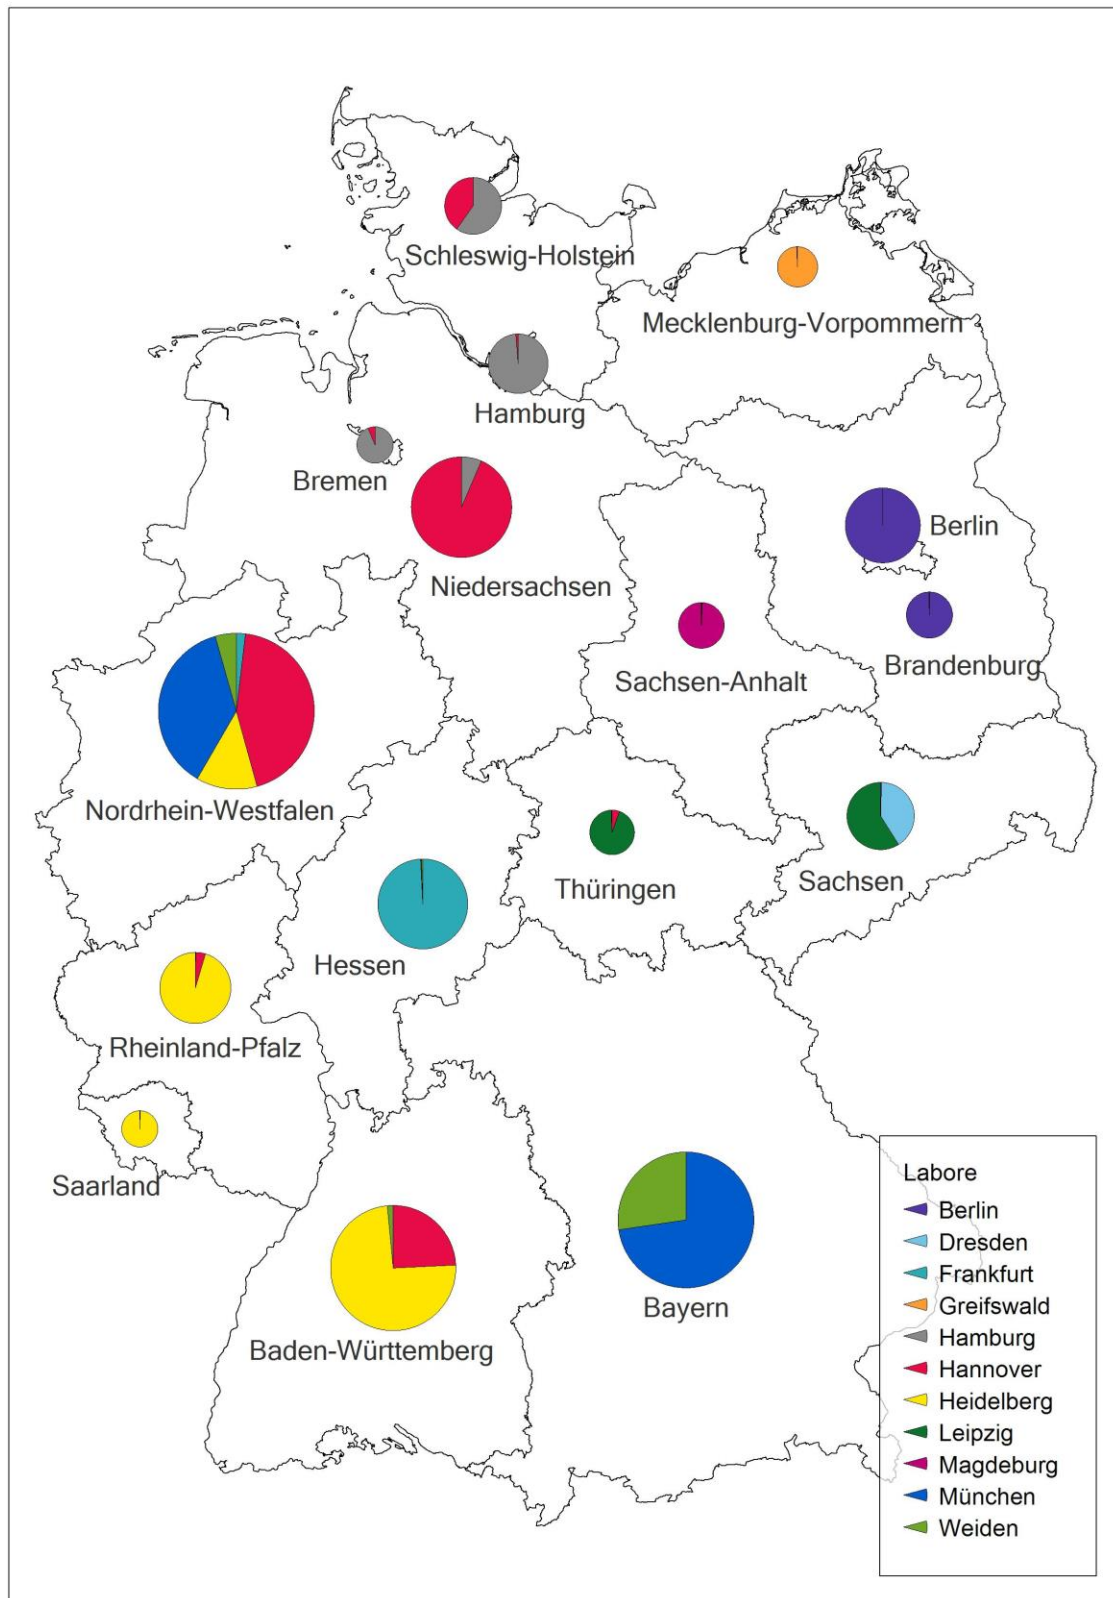 Schleswig-Holstein
Mecklenburg-Vorpommern
Hamburg
Bremen
Berlin
Niedersachsen
Brandenburg
Sachsen-Anhalt
Nordrhein-Westfalen
Sachsen
Thüringen
Hessen
Rheinland-Pfalz
Saarland
Bayern
Baden-Württemberg
Labore
Berlin
Dresden
Frankfurt
Greifswald
Hamburg
Hannover
Heidelberg
Leipzig
Magdeburg
München
Weiden